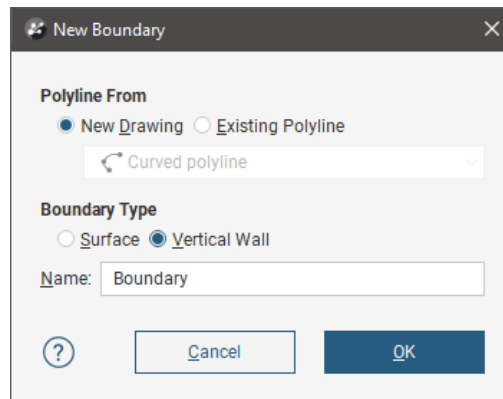 New Boundary
Polyline From
New Drawing Existing Polyline
Curved polyline
Boundary Type
Surface Vertical Wall
Name: Boundary
? Cancel OK